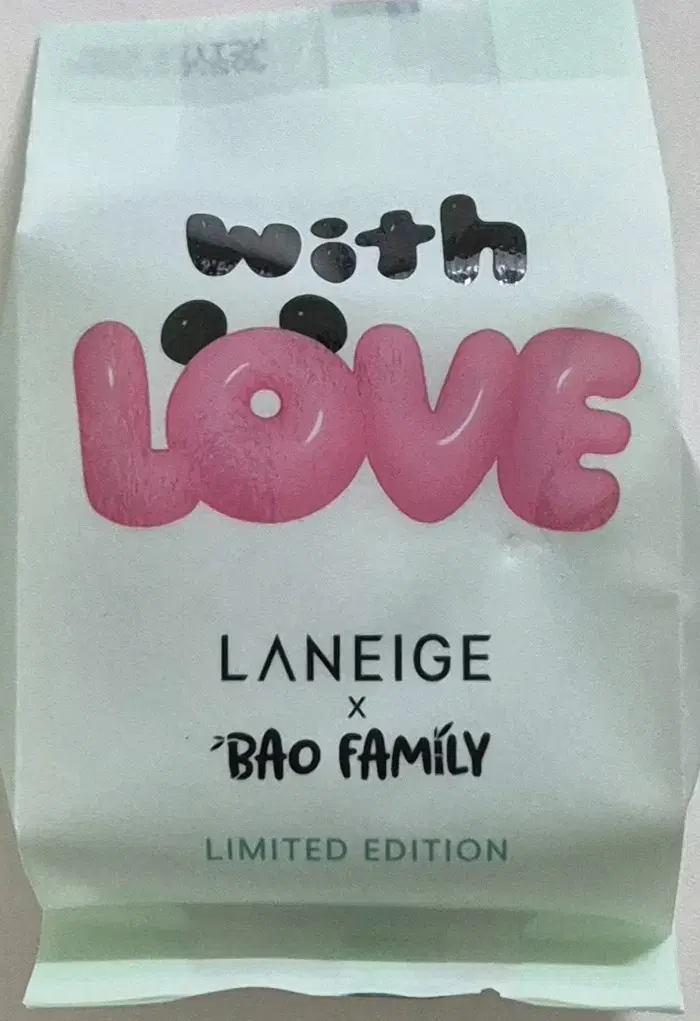 with
LOVE
LANEIGE
x
BAO FAMiLY
LIMITED EDITION